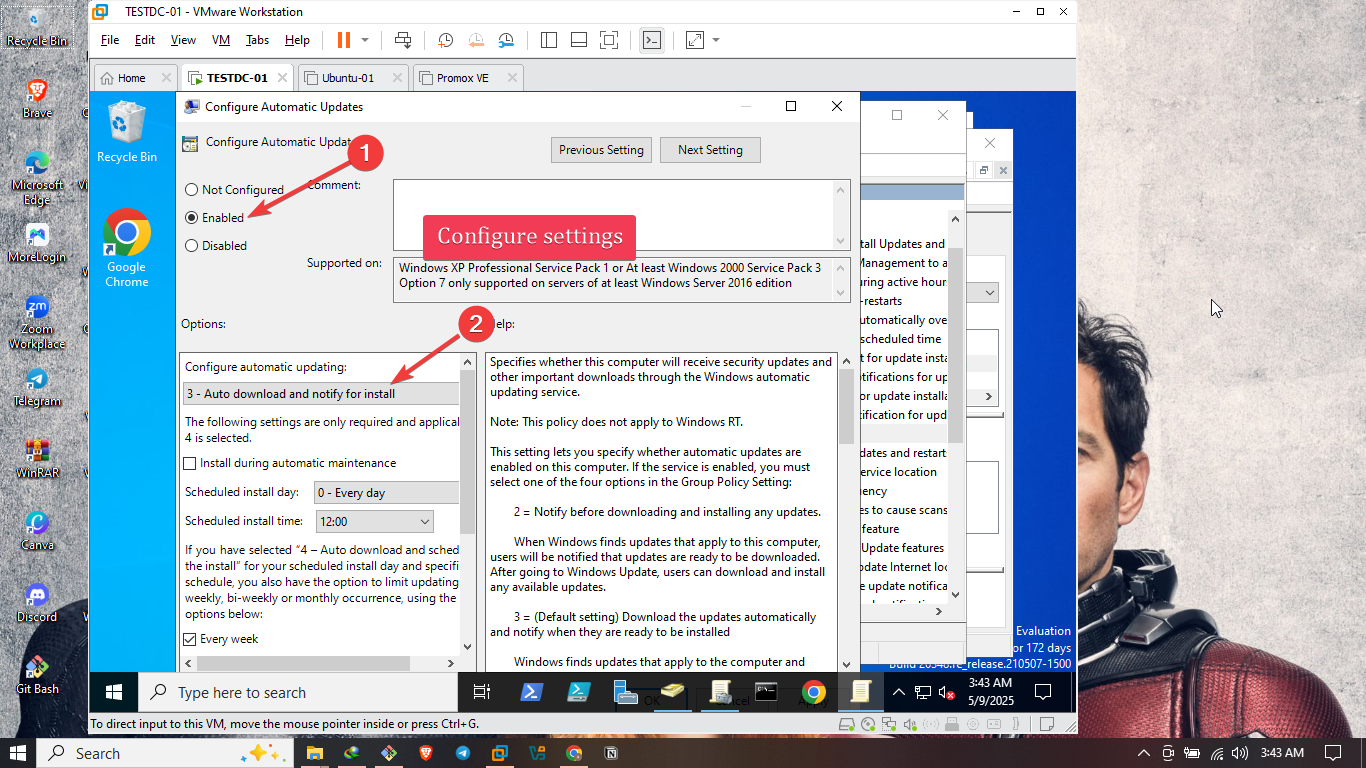 TESTDC-01 - VMware Workstation
File Edit View VM Tabs Help
Home TESTDC-01 Ubuntu-01 Promox VE
Recycle Bin
Brave
Microsoft
Edge
MoreLogin
Zoom
Workplace
Telegram
WinRAR
Canva
Discord
Git Bash
Recycle Bin
Google
Chrome
Configure Automatic Updates
Configure Automatic Updat
1
Previous Setting Next Setting
Not Configured
Enabled
Disabled
Comment:
Configure settings
Supported on:
Windows XP Professional Service Pack 1 or At least Windows 2000 Service Pack 3
Option 7 only supported on servers of at least Windows Server 2016 edition
Options:
2
elp:
Configure automatic updating:
3 - Auto download and notify for install
The following settings are only required and applical
4 is selected.
Install during automatic maintenance
Scheduled install day: 0 - Every day
Scheduled install time: 12:00
If you have selected “4 – Auto download and sched
the install” for your scheduled install day and specifi
schedule, you also have the option to limit updating
weekly, bi-weekly or monthly occurrence, using the
options below:
Every week
Specifies whether this computer will receive security updates and
other important downloads through the Windows automatic
updating service.
Note: This policy does not apply to Windows RT.
This setting lets you specify whether automatic updates are
enabled on this computer. If the service is enabled, you must
select one of the four options in the Group Policy Setting:
2 = Notify before downloading and installing any updates.
When Windows finds updates that apply to this computer,
users will be notified that updates are ready to be downloaded.
After going to Windows Update, users can download and install
any available updates.
3 = (Default setting) Download the updates automatically
and notify when they are ready to be installed
Windows finds updates that apply to the computer and
tall Updates and
Management to a
uring active hour
-restarts
utomatically ove
scheduled time
t for update insta
otifications for up
or update installa
tification for upd
dates and restart
ervice location
uency
es to cause scans
feature
Update features
pdate Internet loc
e update notifica
Evaluation
or 172 days
Build 20348.fe_release.210507-1500
Type here to search
3:43 AM
5/9/2025
To direct input to this VM, move the mouse pointer inside or press Ctrl+G.
Search
3:43 AM